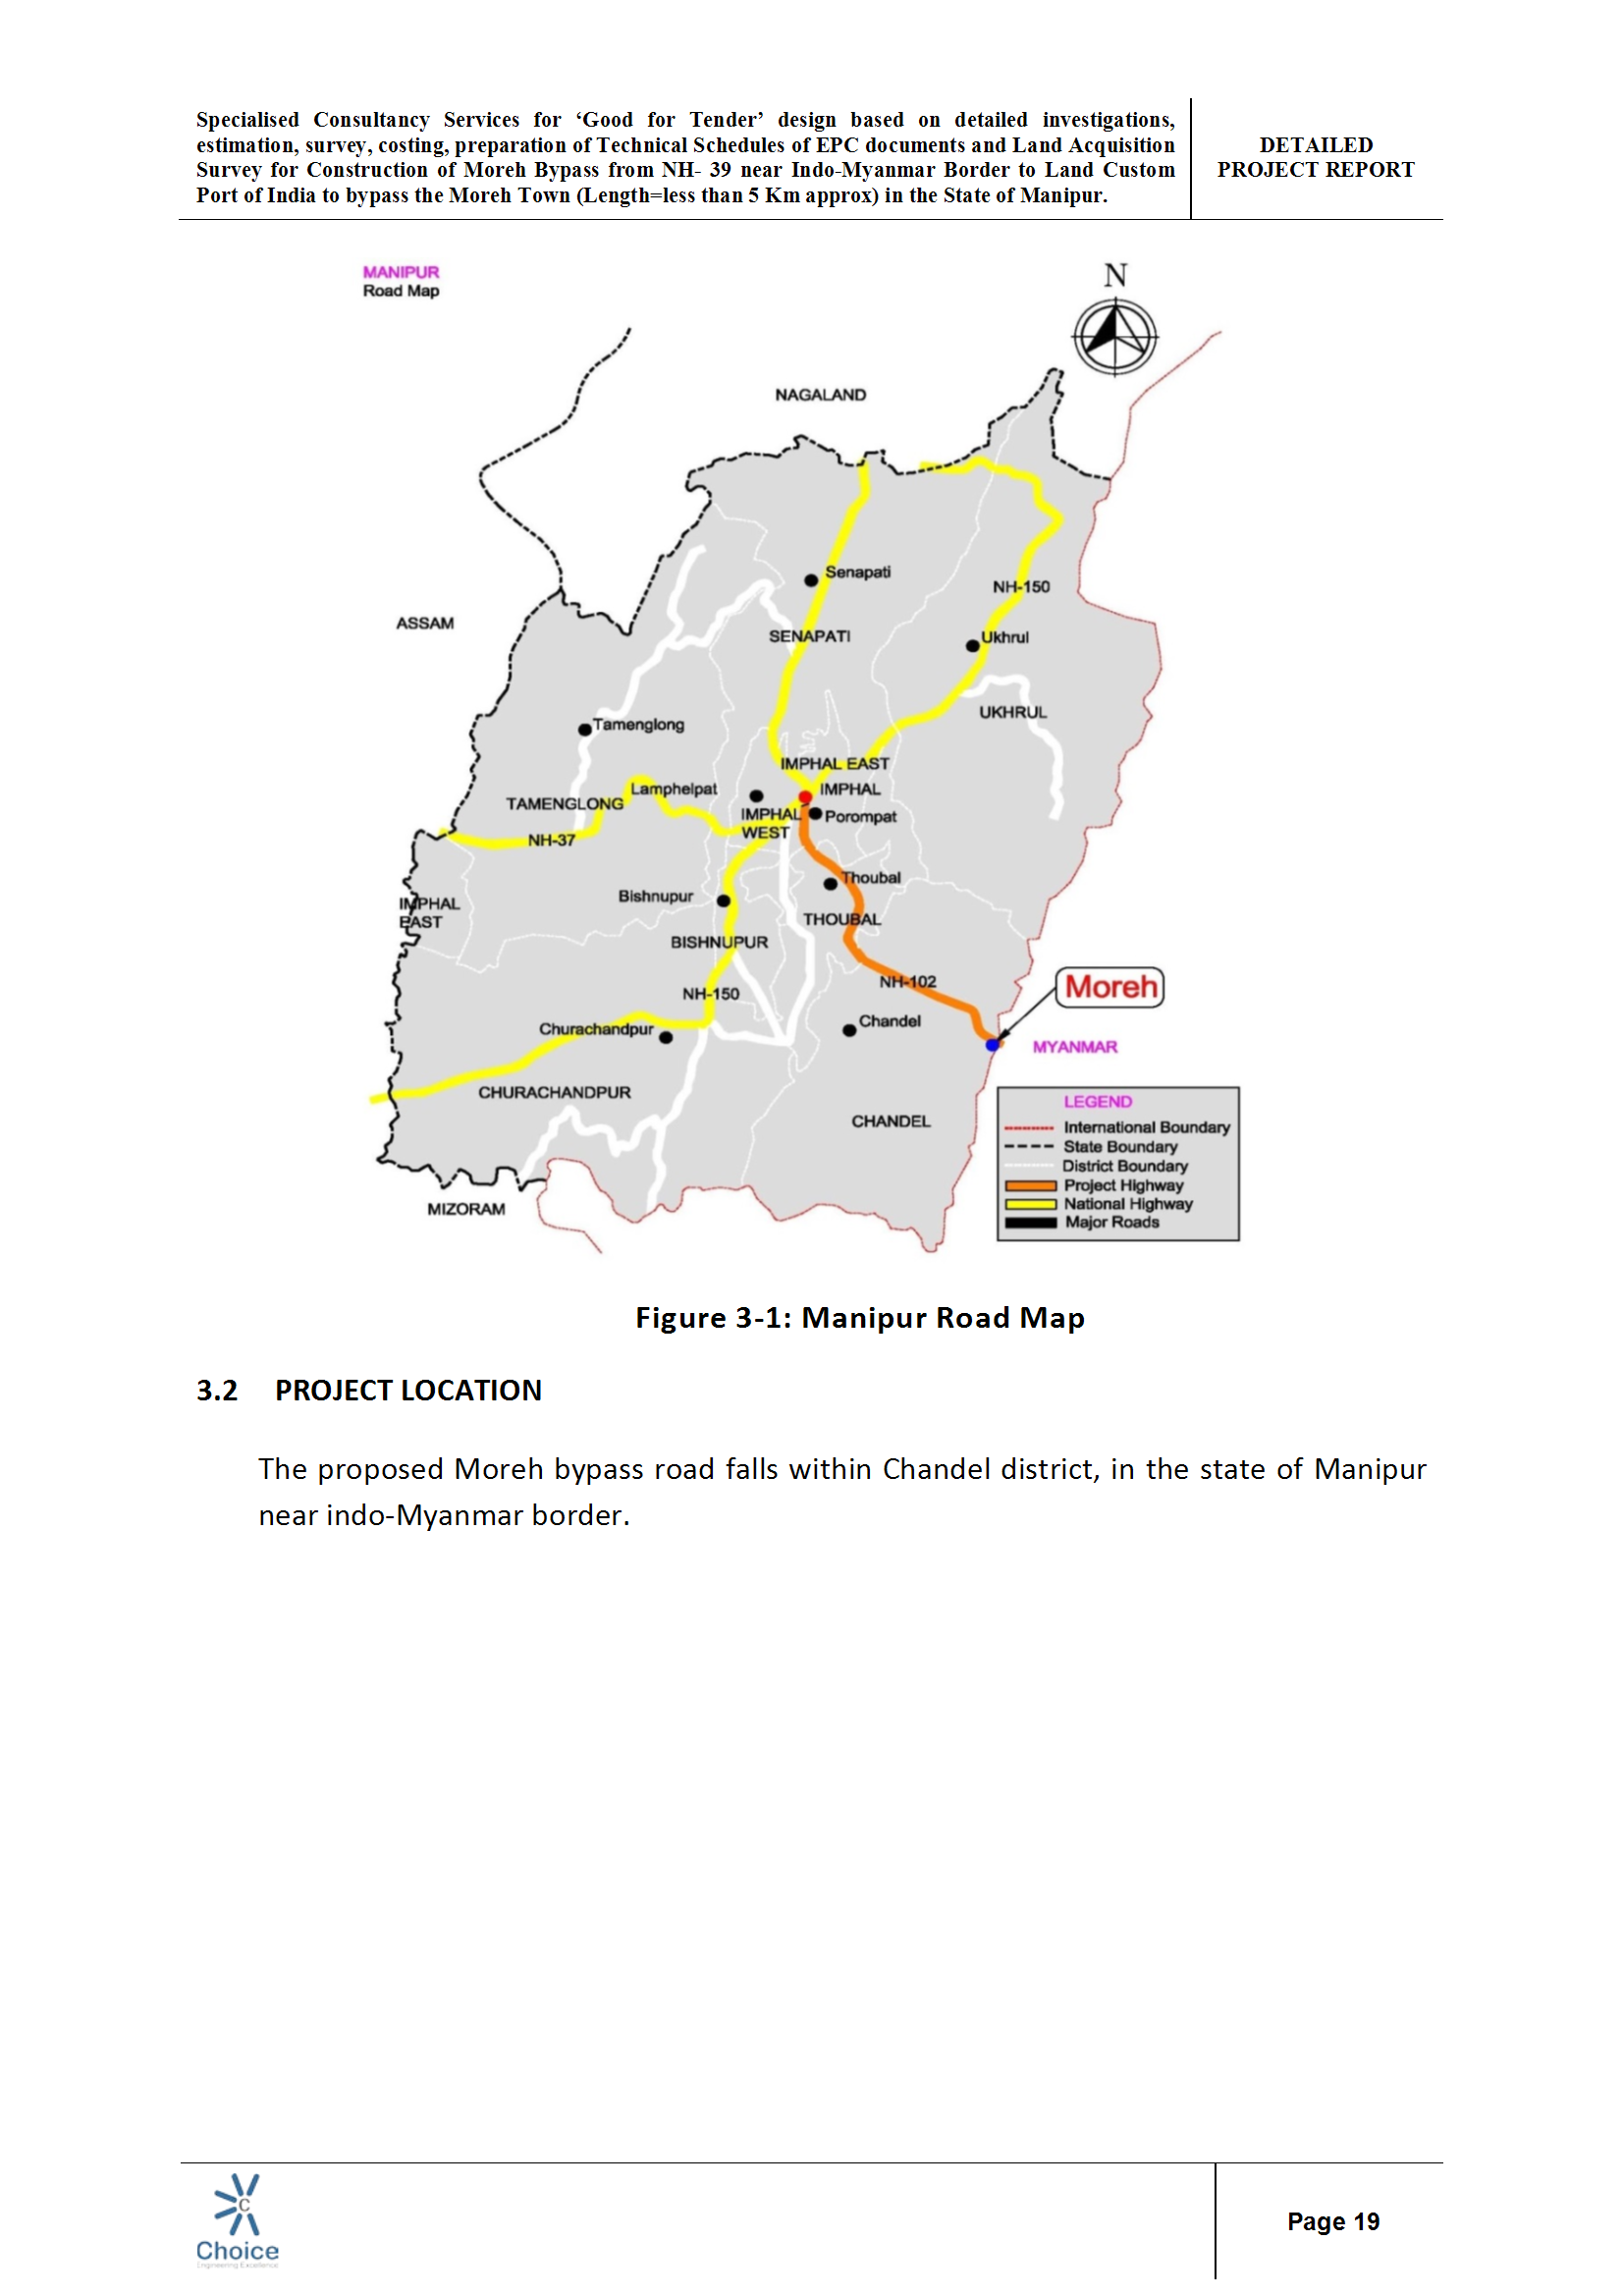 Specialised Consultancy Services for ‘Good for Tender’ design based on detailed investigations,
estimation, survey, costing, preparation of Technical Schedules of EPC documents and Land Acquisition
Survey for Construction of Moreh Bypass from NH- 39 near Indo-Myanmar Border to Land Custom
Port of India to bypass the Moreh Town (Length=less than 5 Km approx) in the State of Manipur.
DETAILED
PROJECT REPORT
MANIPUR
Road Map
N
NAGALAND
Senapati
NH-150
ASSAM
SENAPATI
Ukhrul
UKHRUL
Tamenglong
IMPHAL EAST
Lamphelpat
IMPHAL
TAMENGLONG
IMPHAL
WEST
Porompat
NH-37
Thoubal
Bishnupur
IMPHAL
EAST
THOUBAL
BISHNUPUR
NH-102
Moreh
NH-150
Chandel
Churachandpur
MYANMAR
CHURACHANDPUR
CHANDEL
LEGEND
International Boundary
State Boundary
District Boundary
Project Highway
National Highway
Major Roads
MIZORAM
Figure 3-1: Manipur Road Map
3.2 PROJECT LOCATION
The proposed Moreh bypass road falls within Chandel district, in the state of Manipur
near indo-Myanmar border.
C
Choice
Engineering Excellence
Page 19